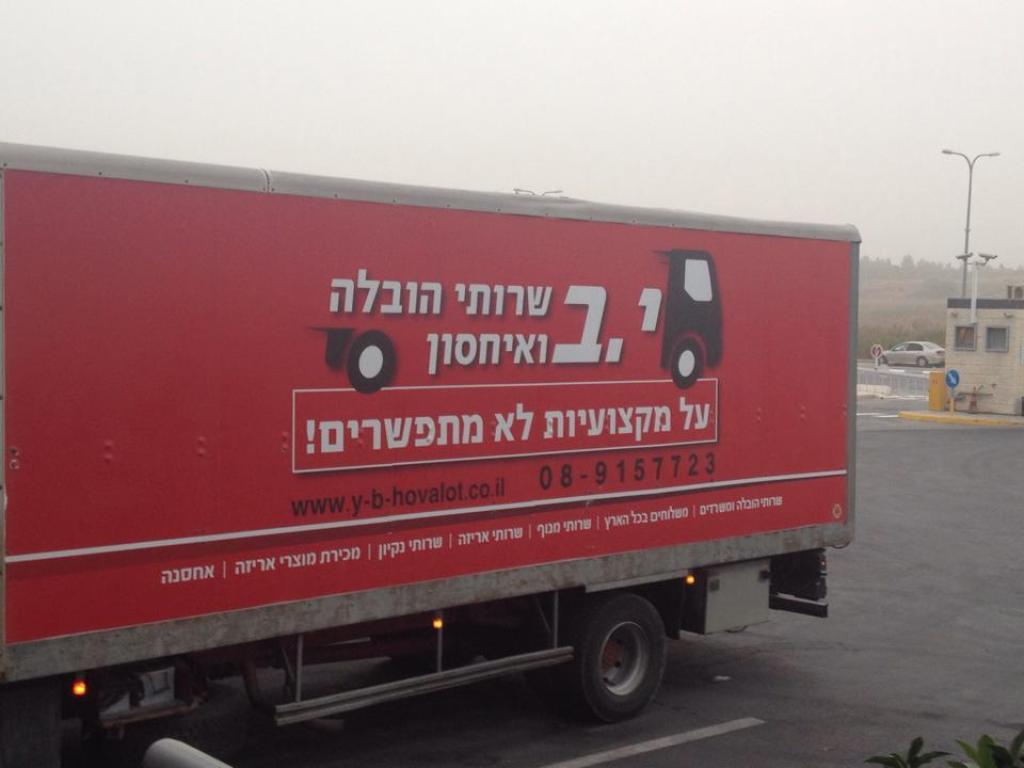 י.ב שרותי הובלה
ואיחסון
על מקצועיות לא מתפשרים!
www.y-b-hovalot.co.il 08-9157723
שרותי הובלה ומשרדים | משלוחים בכל הארץ | שרותי מנוף | שרותי אריזה | שרותי נקיון | מכירת מוצרי אריזה | אחסנה